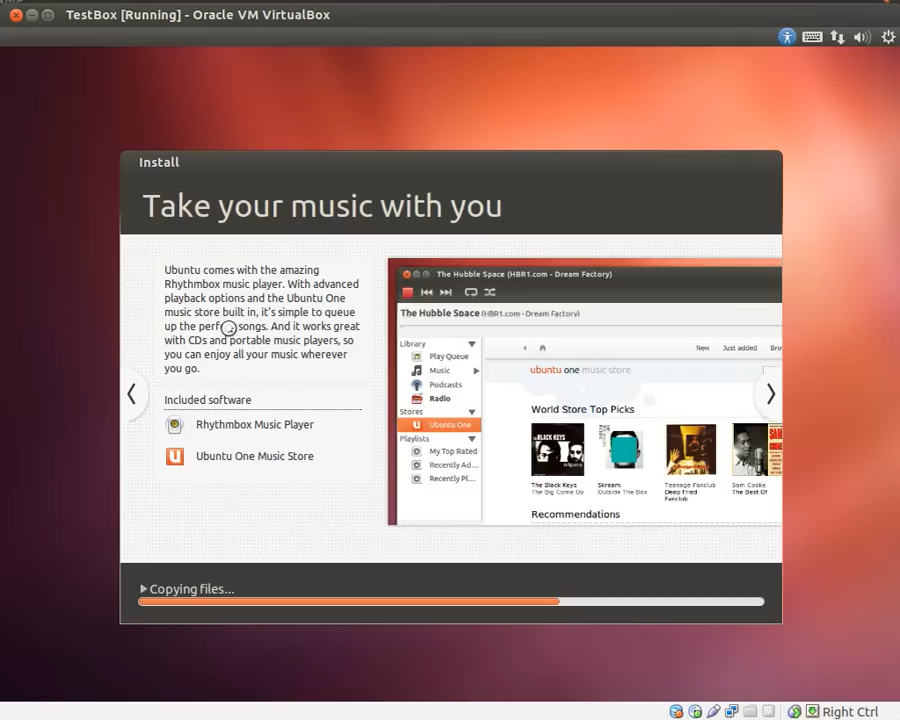 TestBox [Running] - Oracle VM VirtualBox
Install
Take your music with you
Ubuntu comes with the amazing
Rhythmbox music player. With advanced
playback options and the Ubuntu One
music store built in, it's simple to queue
up the perf songs. And it works great
with CDs and portable music players, so
you can enjoy all your music wherever
you go.
Included software
Rhythmbox Music Player
Ubuntu One Music Store
The Hubble Space (HBR1.com - Dream Factory)
The Hubble Space (HBR1.com - Dream Factory)
Library
Play Queue
Music
Podcasts
Radio
Stores
Ubuntu One
Playlists
My Top Rated
Recently Ad...
Recently Pl...
New Just added Bro
ubuntu one music store
World Store Top Picks
THE BLACK KEYS
The Black Keys
The Big Come Up
Skream
Outside The Box
Teenage Fanclub
Deep Fried
Fanclub
Sam Cooke
The Best Of
Recommendations
Copying files...
Right Ctrl